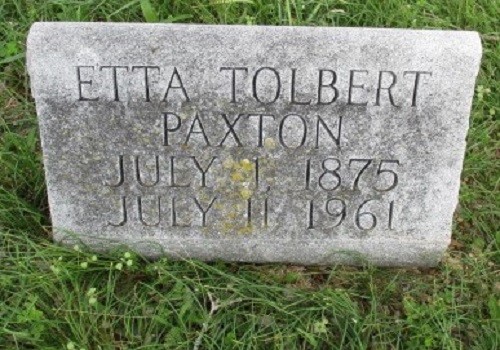 ETTA TOLBERT
PAXTON
JULY 1, 1875
JULY 11, 1961